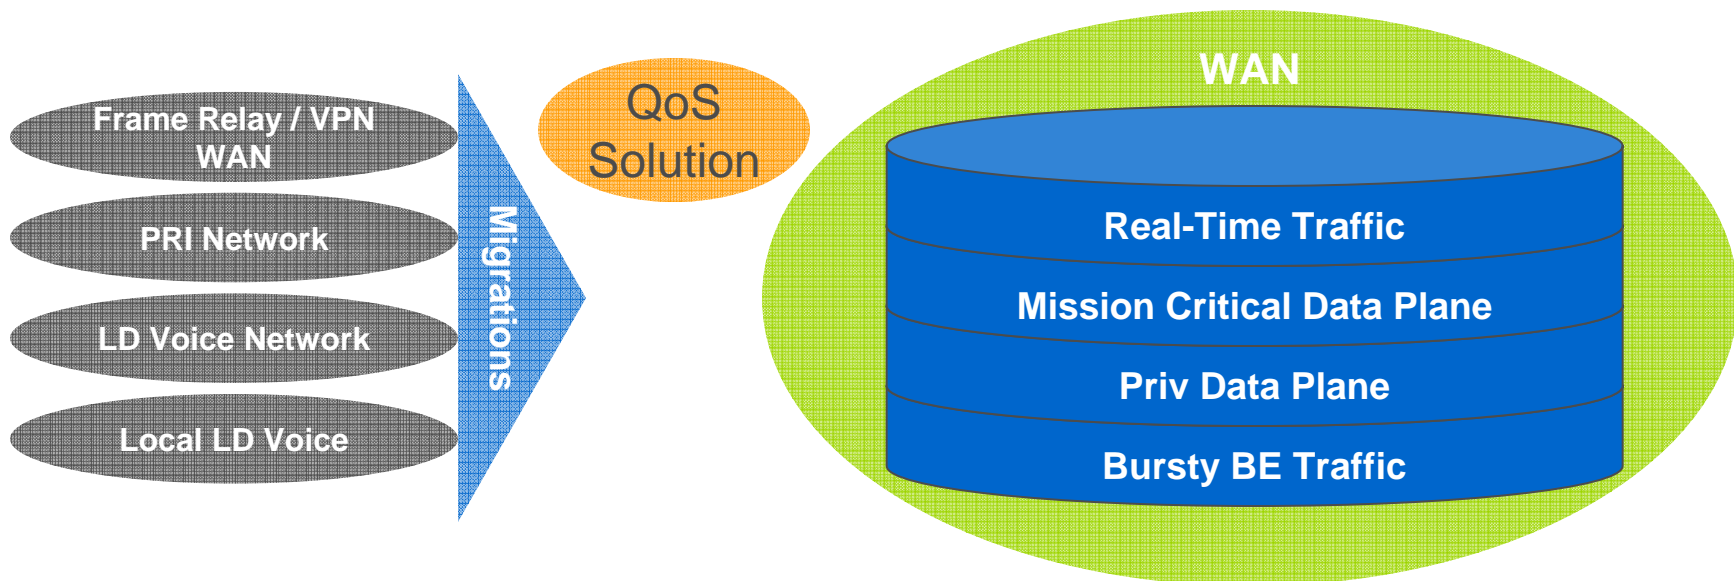 Frame Relay / VPN
WAN
PRI Network
LD Voice Network
Local LD Voice
Migrations
QoS
Solution
WAN
Real-Time Traffic
Mission Critical Data Plane
Priv Data Plane
Bursty BE Traffic